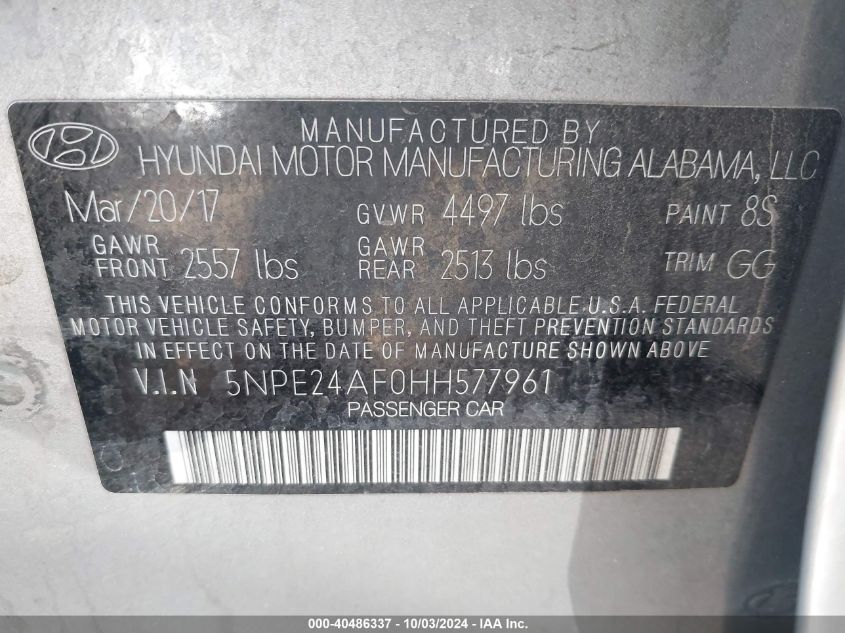 MANUFACTURED BY
HYUNDAI MOTOR MANUFACTURING ALABAMA, LLC
Mar/20/17 GVWR 4497 lbs PAINT 8S
GAWR FRONT 2557 lbs GAWR REAR 2513 lbs TRIM GG
THIS VEHICLE CONFORMS TO ALL APPLICABLE U.S.A. FEDERAL
MOTOR VEHICLE SAFETY, BUMPER, AND THEFT PREVENTION STANDARDS
IN EFFECT ON THE DATE OF MANUFACTURE SHOWN ABOVE.
V.I.N 5NPE24AF0HH577961
PASSENGER CAR
000-40486337 - 10/03/2024 - IAA Inc.